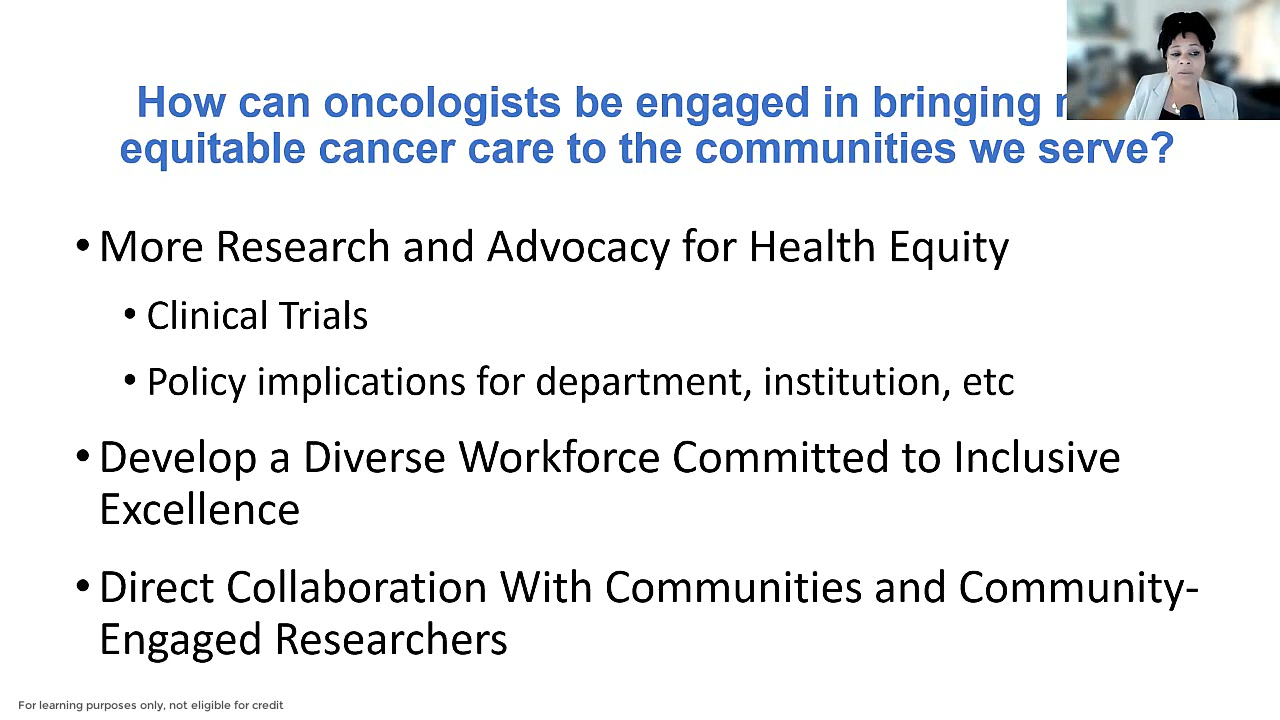 How can oncologists be engaged in bringing
equitable cancer care to the communities we serve?
• More Research and Advocacy for Health Equity
• Clinical Trials
• Policy implications for department, institution, etc
• Develop a Diverse Workforce Committed to Inclusive
Excellence
• Direct Collaboration With Communities and Community-
Engaged Researchers
For learning purposes only, not eligible for credit